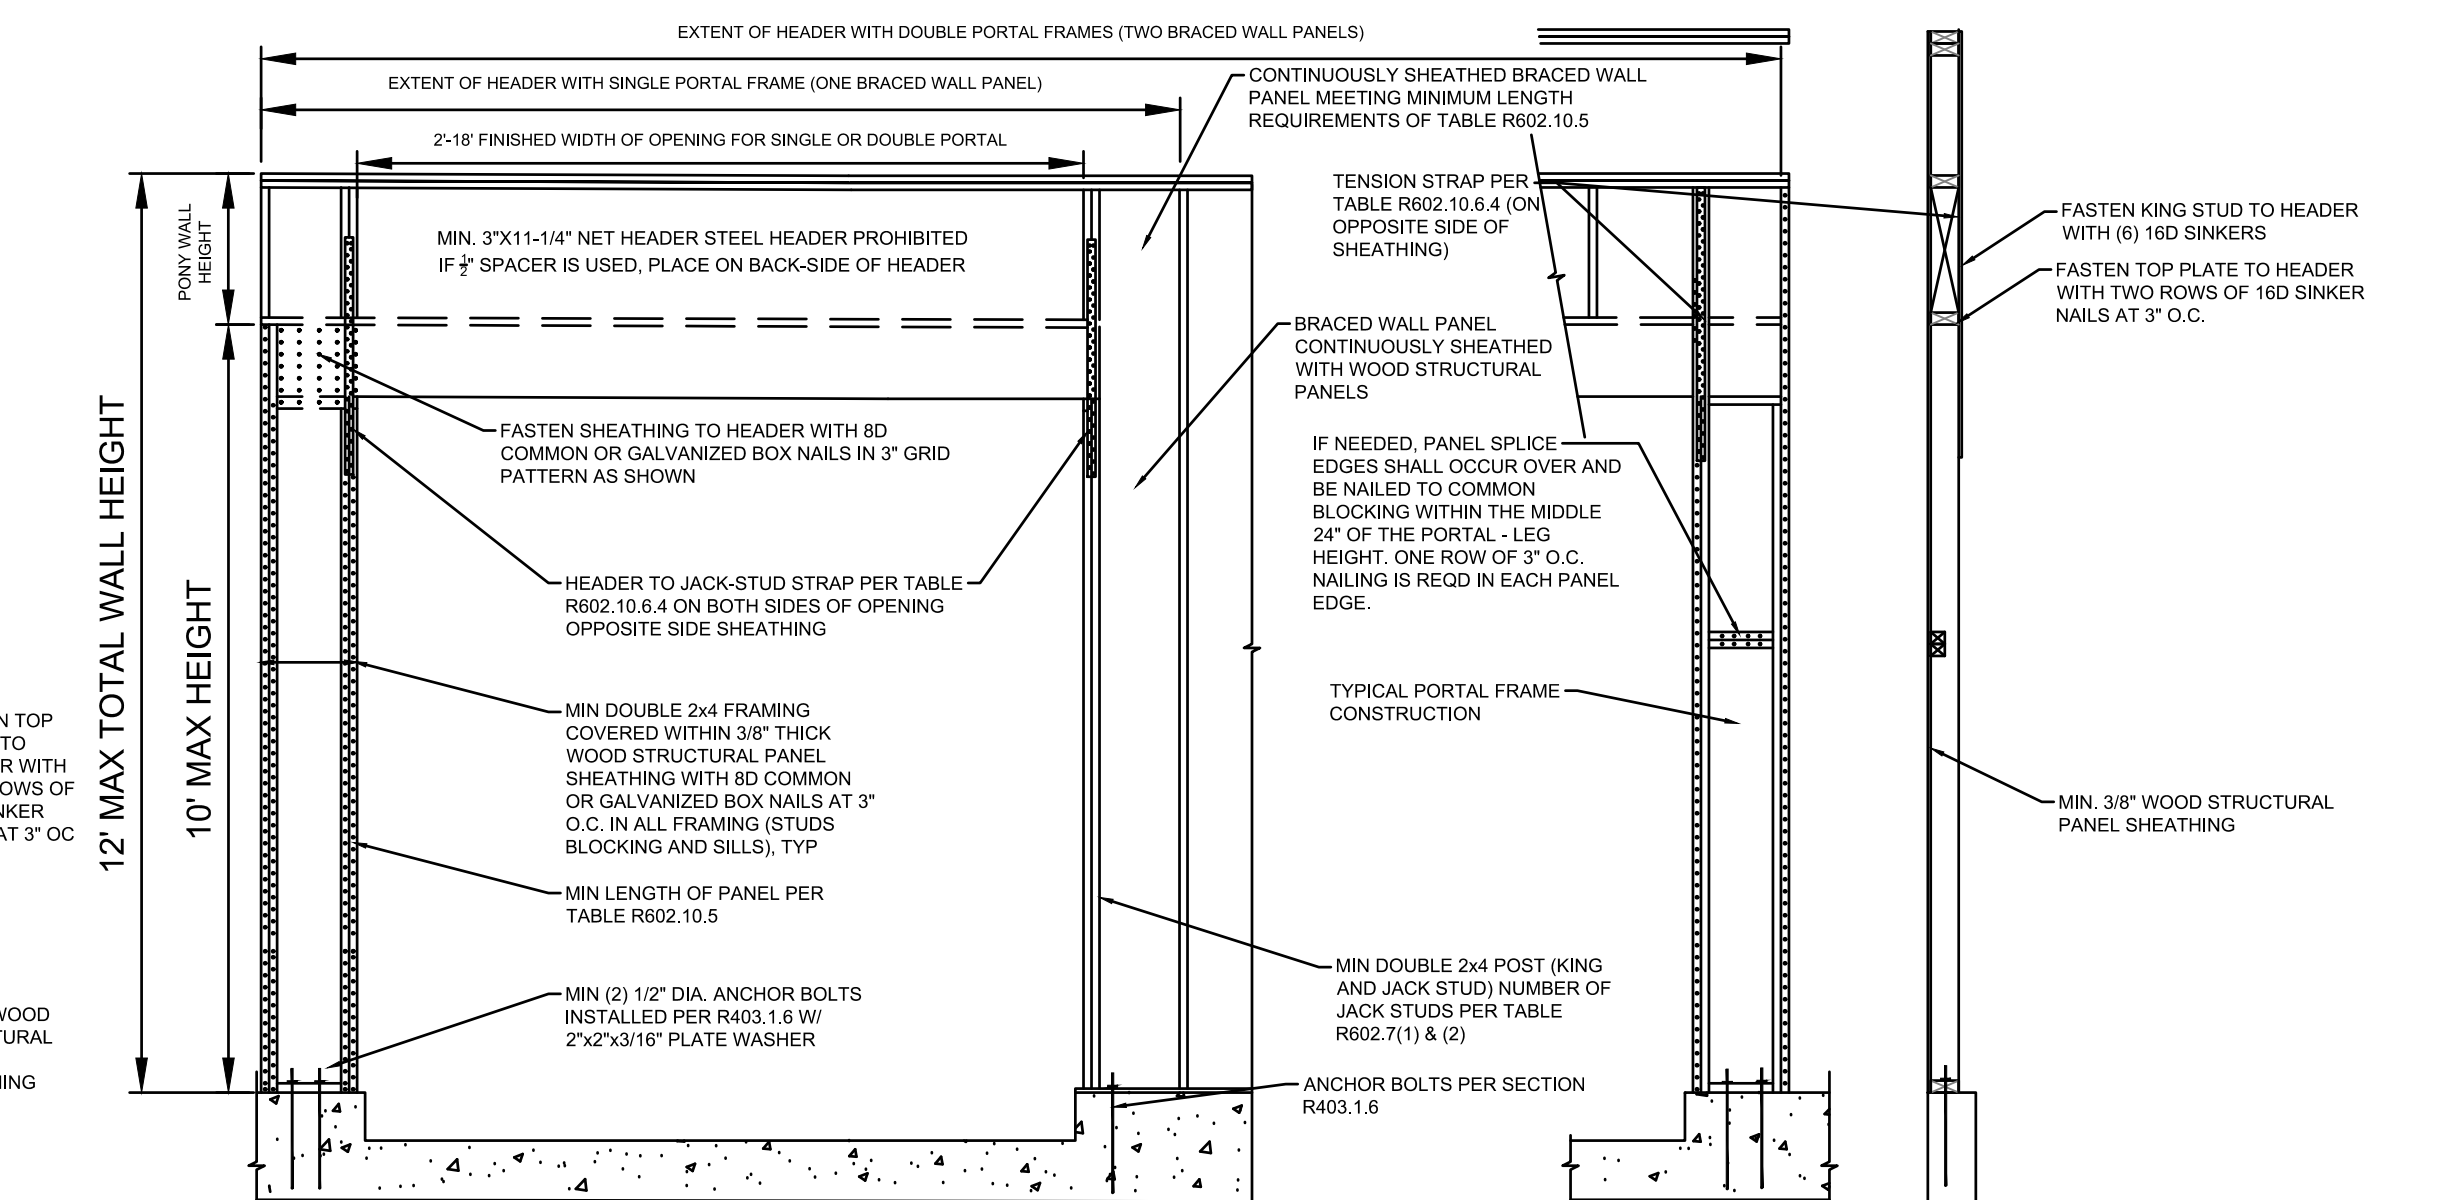 EXTENT OF HEADER WITH DOUBLE PORTAL FRAMES (TWO BRACED WALL PANELS)
EXTENT OF HEADER WITH SINGLE PORTAL FRAME (ONE BRACED WALL PANEL)
2'-18' FINISHED WIDTH OF OPENING FOR SINGLE OR DOUBLE PORTAL
CONTINUOUSLY SHEATHED BRACED WALL
PANEL MEETING MINIMUM LENGTH
REQUIREMENTS OF TABLE R602.10.5
TENSION STRAP PER
TABLE R602.10.6.4 (ON
OPPOSITE SIDE OF
SHEATHING)
PONY WALL
HEIGHT
MIN. 3"X11-1/4" NET HEADER STEEL HEADER PROHIBITED
IF 1/2" SPACER IS USED, PLACE ON BACK-SIDE OF HEADER
FASTEN KING STUD TO HEADER
WITH (6) 16D SINKERS
FASTEN TOP PLATE TO HEADER
WITH TWO ROWS OF 16D SINKER
NAILS AT 3" O.C.
BRACED WALL PANEL
CONTINUOUSLY SHEATHED
WITH WOOD STRUCTURAL
PANELS
12' MAX TOTAL WALL HEIGHT
10' MAX HEIGHT
FASTEN SHEATHING TO HEADER WITH 8D
COMMON OR GALVANIZED BOX NAILS IN 3" GRID
PATTERN AS SHOWN
IF NEEDED, PANEL SPLICE
EDGES SHALL OCCUR OVER AND
BE NAILED TO COMMON
BLOCKING WITHIN THE MIDDLE
24" OF THE PORTAL - LEG
HEIGHT. ONE ROW OF 3" O.C.
NAILING IS REQD IN EACH PANEL
EDGE.
HEADER TO JACK-STUD STRAP PER TABLE
R602.10.6.4 ON BOTH SIDES OF OPENING
OPPOSITE SIDE SHEATHING
N TOP
TO
R WITH
OWS OF
NKER
AT 3" OC
MIN DOUBLE 2x4 FRAMING
COVERED WITHIN 3/8" THICK
WOOD STRUCTURAL PANEL
SHEATHING WITH 8D COMMON
OR GALVANIZED BOX NAILS AT 3"
O.C. IN ALL FRAMING (STUDS
BLOCKING AND SILLS), TYP
TYPICAL PORTAL FRAME
CONSTRUCTION
MIN. 3/8" WOOD STRUCTURAL
PANEL SHEATHING
MIN LENGTH OF PANEL PER
TABLE R602.10.5
MIN DOUBLE 2x4 POST (KING
AND JACK STUD) NUMBER OF
JACK STUDS PER TABLE
R602.7(1) & (2)
MIN (2) 1/2" DIA. ANCHOR BOLTS
INSTALLED PER R403.1.6 W/
2"x2"x3/16" PLATE WASHER
WOOD
TURAL
HING
ANCHOR BOLTS PER SECTION
R403.1.6